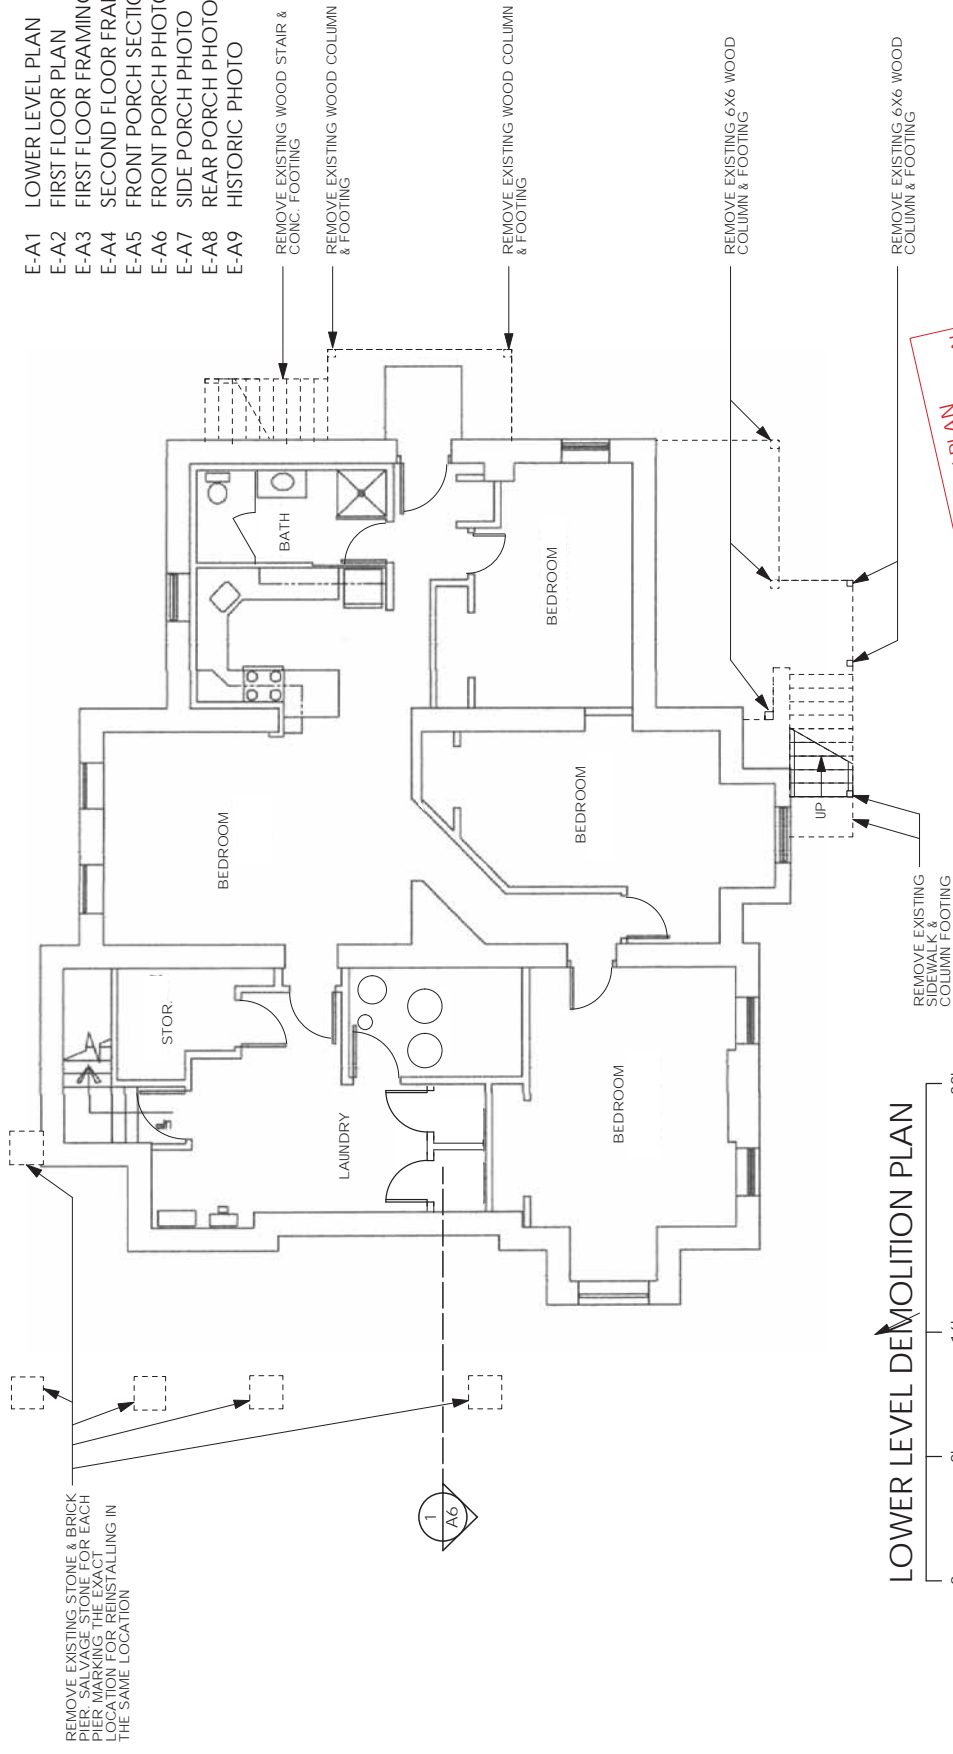 E-A1 LOWER LEVEL PLAN
E-A2 FIRST FLOOR PLAN
E-A3 FIRST FLOOR FRAMING
E-A4 SECOND FLOOR
E-A5 FRONT PORCH
E-A6 FRONT PORCH PHOTO
E-A7 SIDE PORCH PHOTO
E-A8 REAR PORCH PHOTO
E-A9 HISTORIC PHOTO
REMOVE EXISTING WOOD STAIR &
CONC. FOOTING
REMOVE EXISTING WOOD COLUMN
& FOOTING
REMOVE EXISTING WOOD COLUMN
& FOOTING
REMOVE EXISTING 6X6 WOOD
COLUMN & FOOTING
REMOVE EXISTING 6X6 WOOD
COLUMN & FOOTING
BATH
BEDROOM
BEDROOM
BEDROOM
UP
STOR.
LAUNDRY
BEDROOM
REMOVE EXISTING
SIDEWALK &
COLUMN FOOTING
REMOVE EXISTING STONE & BRICK
PIER. SALVAGE STONE FOR EACH
PIER MARKING THE EXACT
LOCATION FOR REINSTALLING IN
THE SAME LOCATION
1
A6
LOWER LEVEL DEMOLITION PLAN
PLAN